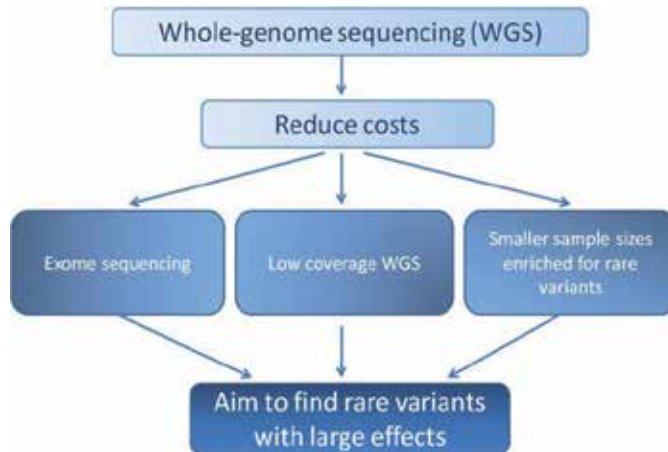 Whole-genome sequencing (WGS)
Reduce costs
Exome sequencing
Low coverage WGS
Smaller sample sizes
enriched for rare
variants
Aim to find rare variants
with large effects